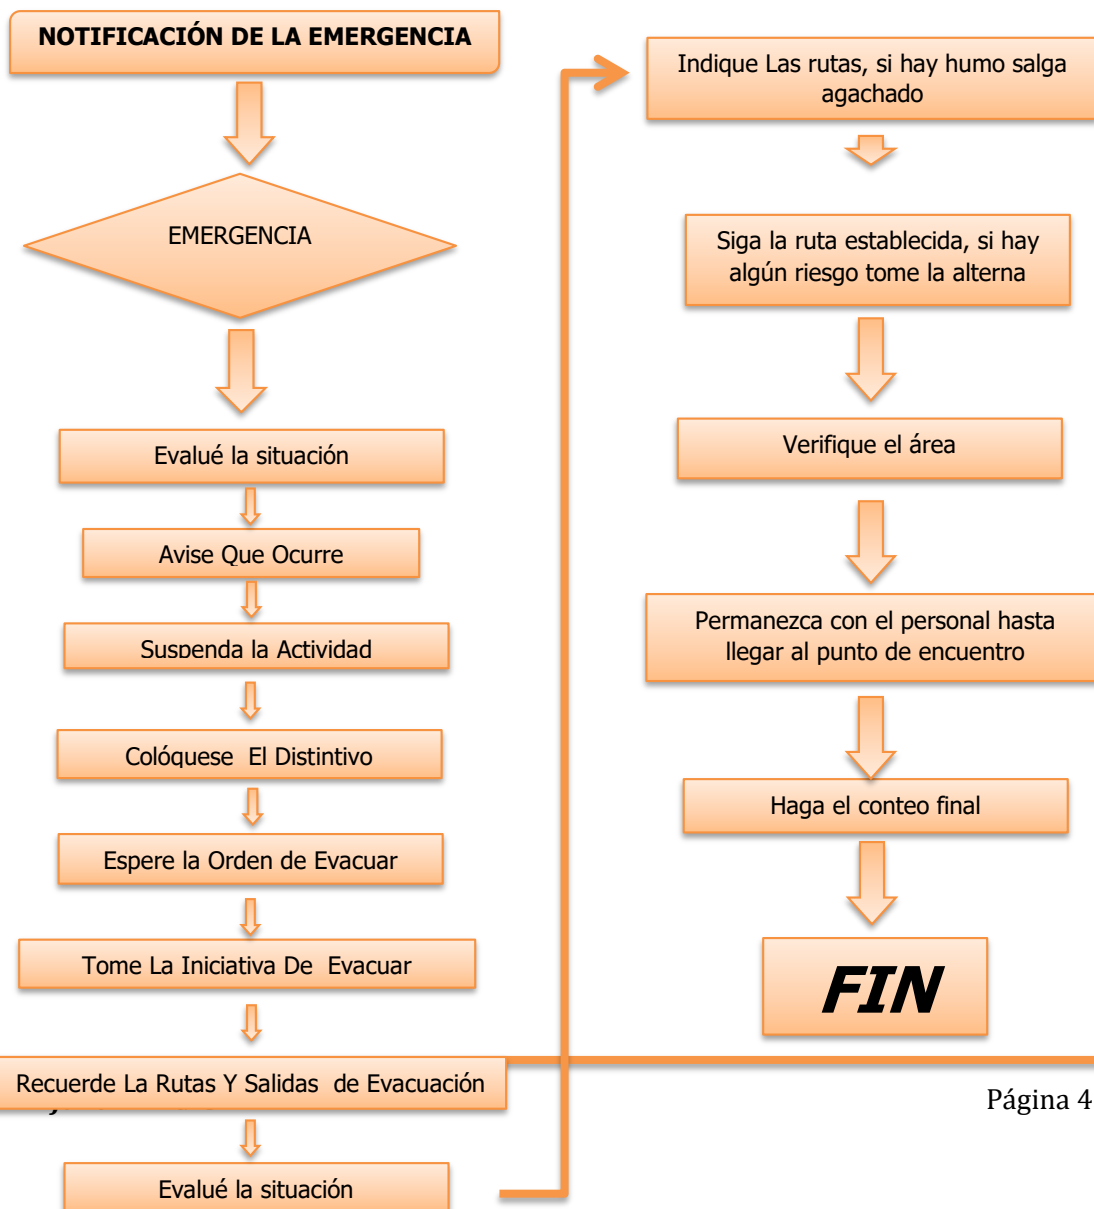 NOTIFICACIÓN DE LA EMERGENCIA
EMERGENCIA
Evalué la situación
Avise Que Ocurre
Suspenda la Actividad
Colóquese El Distintivo
Espere la Orden de Evacuar
Tome La Iniciativa De Evacuar
Recuerde La Rutas Y Salidas de Evacuación
Evalué la situación
Indique Las rutas, si hay humo salga
agachado
Siga la ruta establecida, si hay
algún riesgo tome la alterna
Verifique el área
Permanezca con el personal hasta
llegar al punto de encuentro
Haga el conteo final
FIN
Página 4